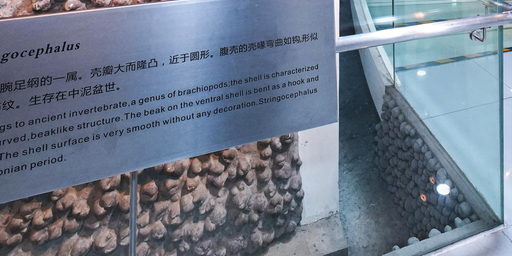 ngocephalus
腕足纲的一属。壳瓣大而隆凸，近于圆形。腹壳的壳喙弯曲如钩,形似
纹。生存在中泥盆世。
gs to ancient invertebrate,a genus of brachiopods;the shell is characterized
urved,beaklike structure.The beak on the ventral shell is bent as a hook and
The shell surface is very smooth without any decoration.Stringocephalus
onian period.